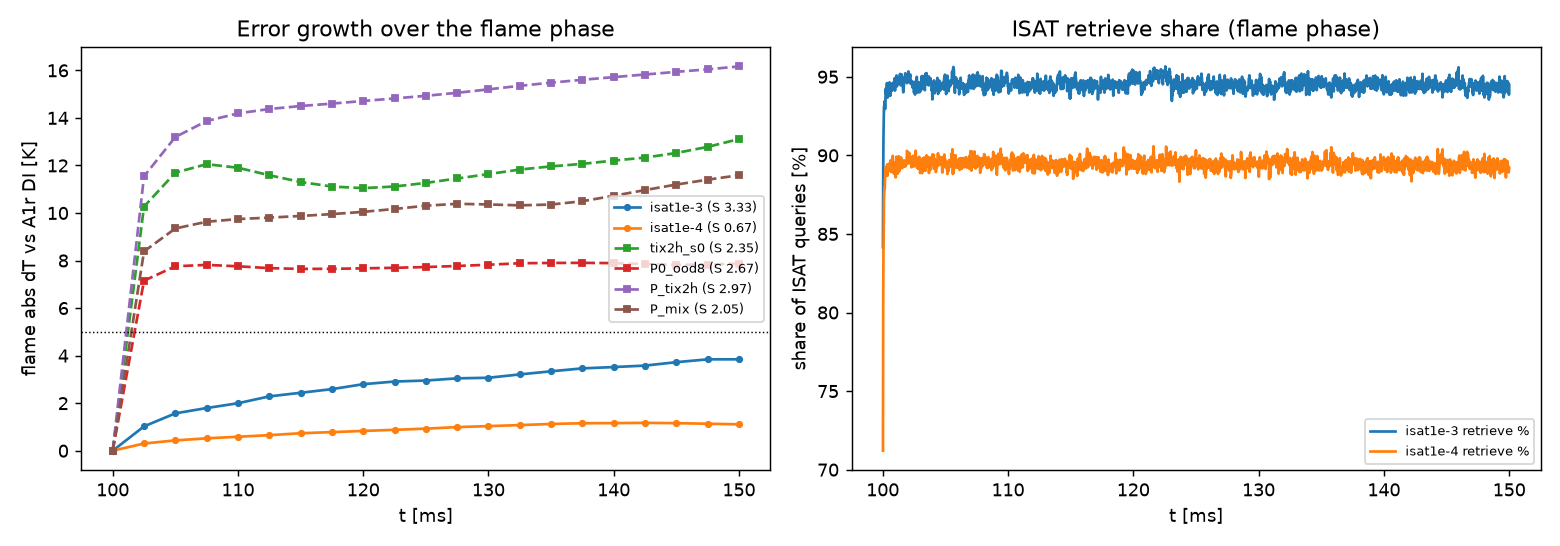 Error growth over the flame phase
flame abs dT vs A1r DI [K]
16
14
12
10
8
6
4
2
0
isat1e-3 (S 3.33)
isat1e-4 (S 0.67)
tix2h_s0 (S 2.35)
P0_ood8 (S 2.67)
P_tix2h (S 2.97)
P_mix (S 2.05)
100 110 120 130 140 150
t [ms]
ISAT retrieve share (flame phase)
share of ISAT queries [%]
95
90
85
80
75
70
isat1e-3 retrieve %
isat1e-4 retrieve %
100 110 120 130 140 150
t [ms]